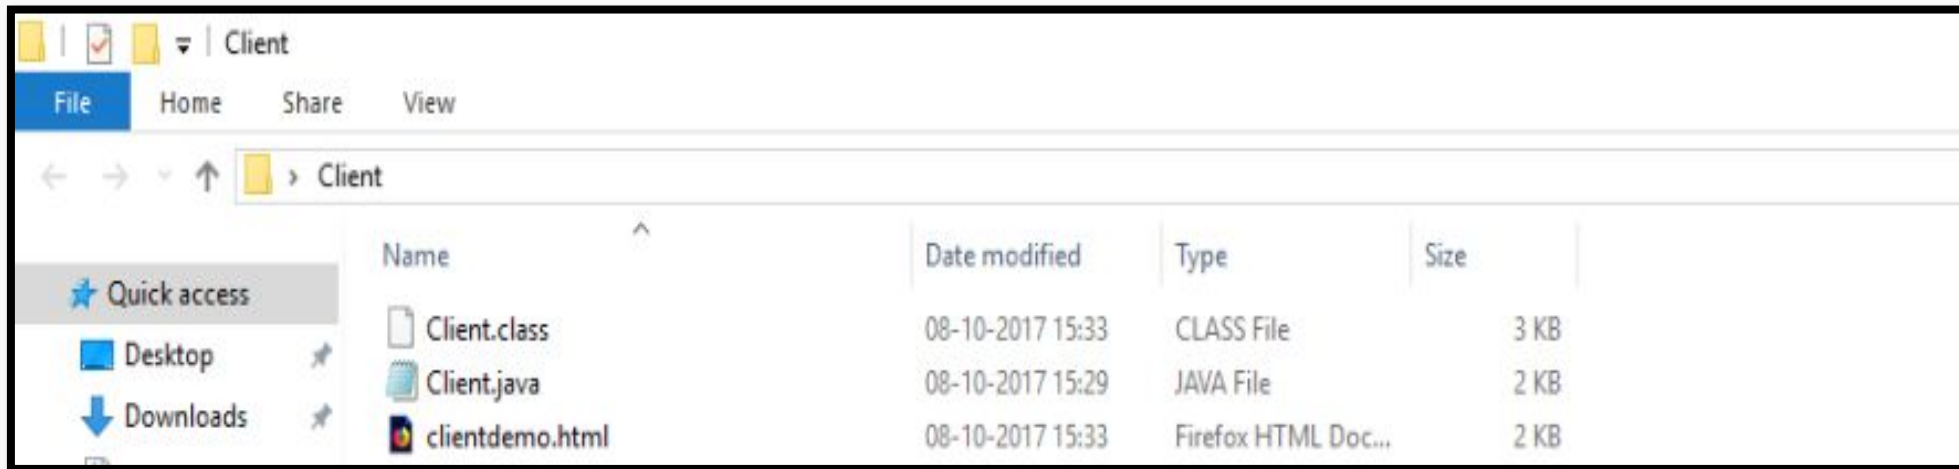 Client
File Home Share View
Client
Name Date modified Type Size
Quick access
Client.class 08-10-2017 15:33 CLASS File 3 KB
Desktop
Client.java 08-10-2017 15:29 JAVA File 2 KB
Downloads
clientdemo.html 08-10-2017 15:33 Firefox HTML Doc... 2 KB